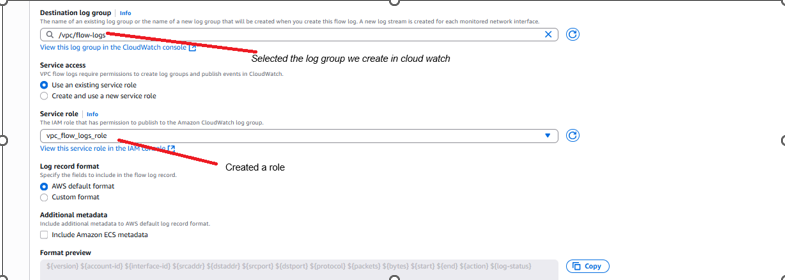 Destination log group | Info
The name of an existing log group or the name of a new log group that will be created when you create this flow log. A new log stream is created for each monitored network interface.
/vpc/flow-logs
View this log group in the CloudWatch console
Selected the log group we create in cloud watch
Service access
VPC flow logs require permissions to create log groups and publish events in CloudWatch.
Use an existing service role
Create and use a new service role
Service role | Info
The IAM role that has permission to publish to the Amazon CloudWatch log group.
vpc_flow_logs_role
View this service role in the IAM console
Created a role
Log record format
Specify the fields to include in the flow log record.
AWS default format
Custom format
Additional metadata
Include additional metadata to AWS default log record format.
Include Amazon ECS metadata
Format preview
${version} ${account-id} ${interface-id} ${srcaddr} ${dstaddr} ${srcport} ${dstport} ${protocol} ${packets} ${bytes} ${start} ${end} ${action} ${log-status}
Copy